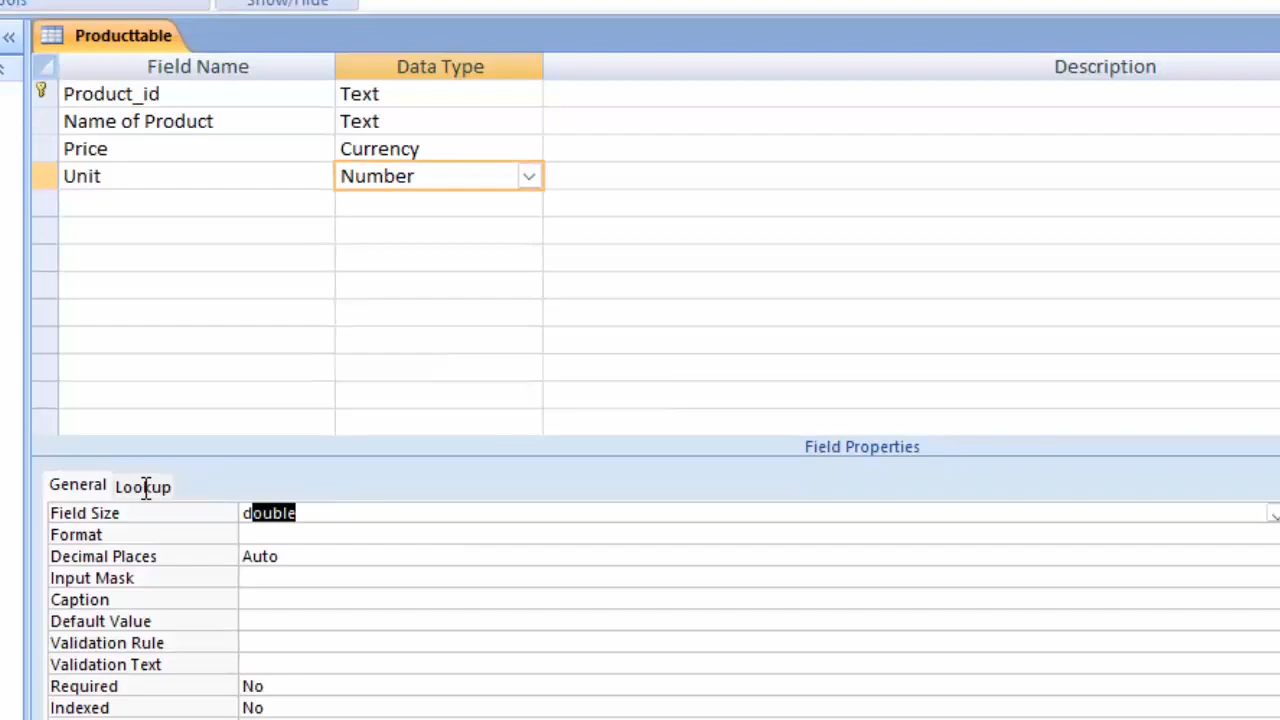 Show/Hide
Producttable
Field Name Data Type Description
Product_id Text
Name of Product Text
Price Currency
Unit Number
Field Properties
General Lookup
Field Size double
Format
Decimal Places Auto
Input Mask
Caption
Default Value
Validation Rule
Validation Text
Required No
Indexed No